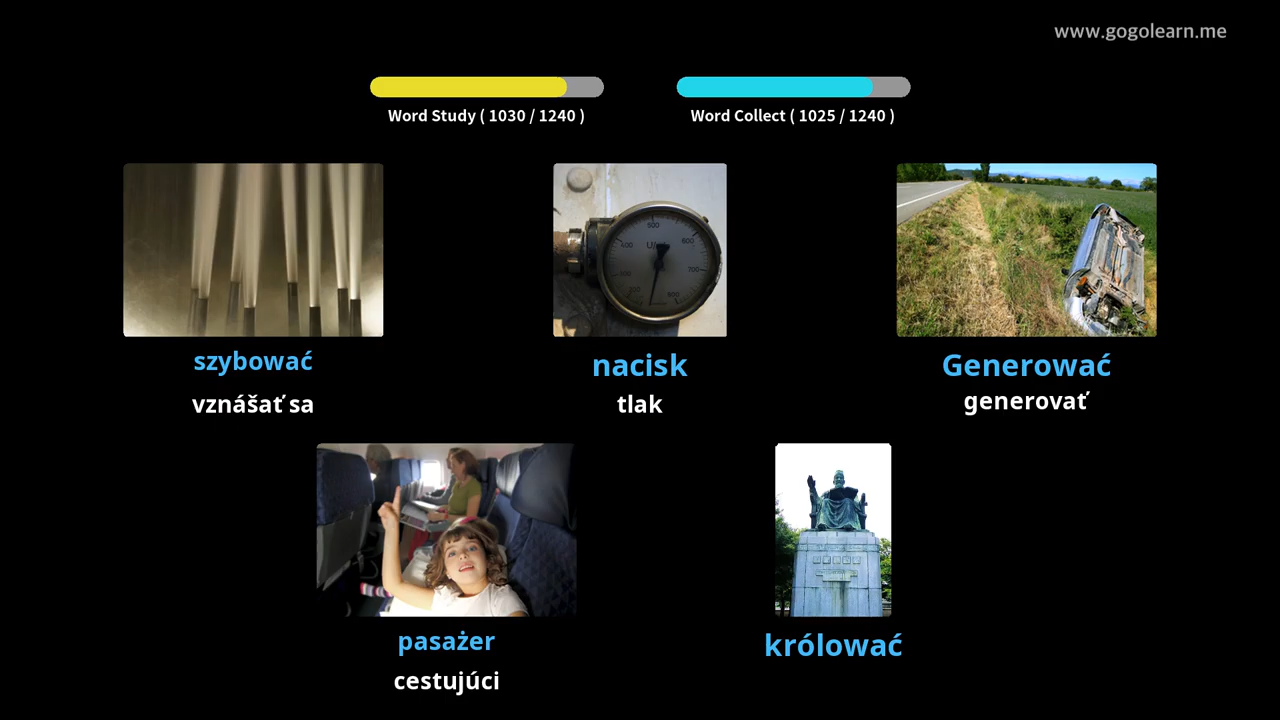 www.gogolearn.me
Word Study ( 1030 / 1240 )
Word Collect ( 1025 / 1240 )
szybować
vznášať sa
nacisk
tlak
Generować
generovať
pasażer
cestujúci
królować